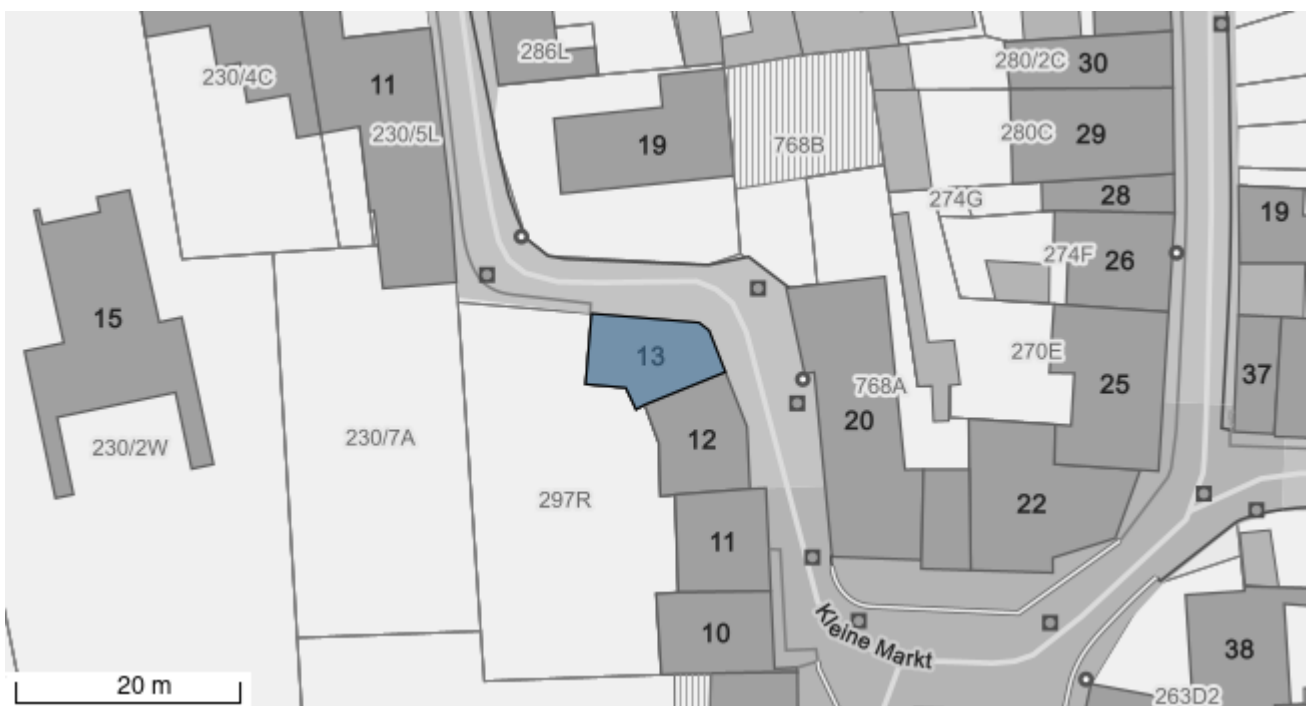 286L
280/2C
30
230/4C
11
230/5L
280C
29
19
768B
274G
28
19
274F
26
15
13
270E
25
37
768A
20
12
230/2W
230/7A
297R
22
11
10
Kleine Markt
38
20 m
263D2